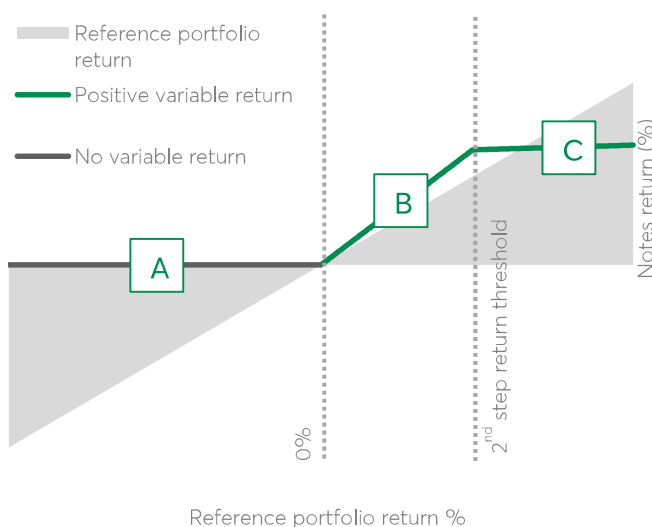 Reference portfolio
return
Positive variable return
No variable return
A
B
C
Notes return (%)
2nd step return threshold
0%
Reference portfolio return %